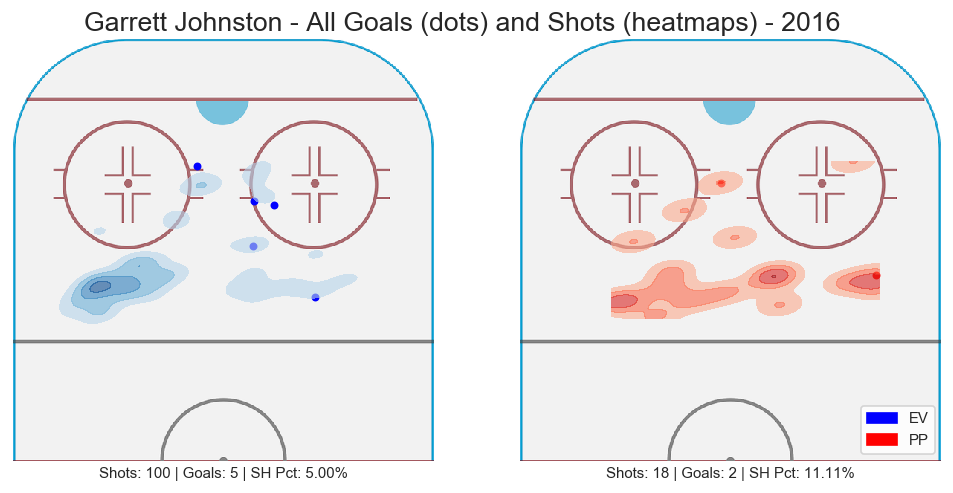 Garrett Johnston - All Goals (dots) and Shots (heatmaps) - 2016
EV
PP
Shots: 100 | Goals: 5 | SH Pct: 5.00%
Shots: 18 | Goals: 2 | SH Pct: 11.11%